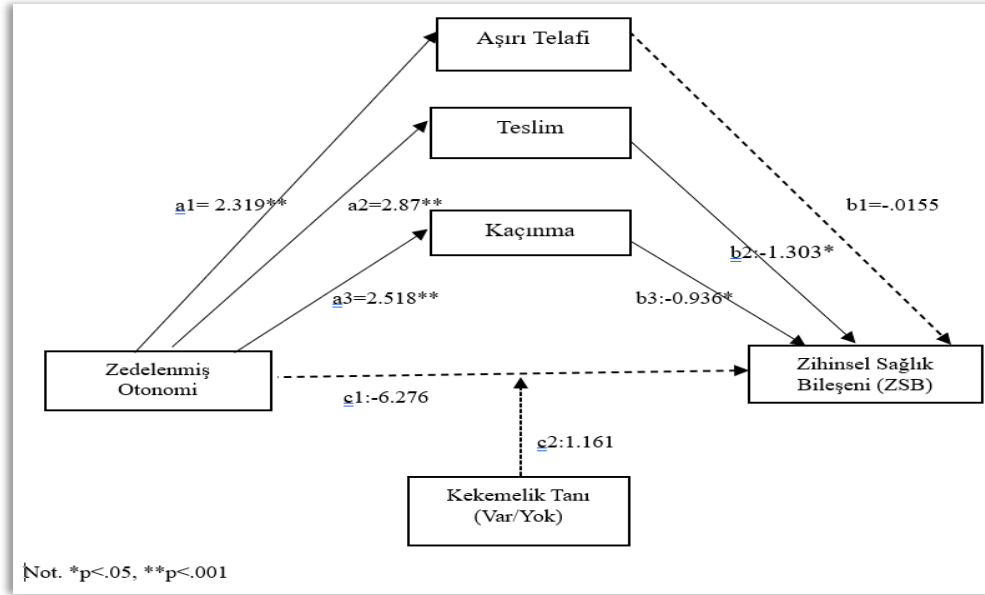 Aşırı Telafi
Teslim
a1= 2.319**
a2=2.87**
b1=-.0155
Kaçınma
b2:-1.303*
a3=2.518**
b3:-0.936*
Zedelenmiş
Otonomi
Zihinsel Sağlık
Bileşeni (ZSB)
c1:-6.276
c2:1.161
Kekemelik Tanı
(Var/Yok)
Not. *p<.05, **p<.001